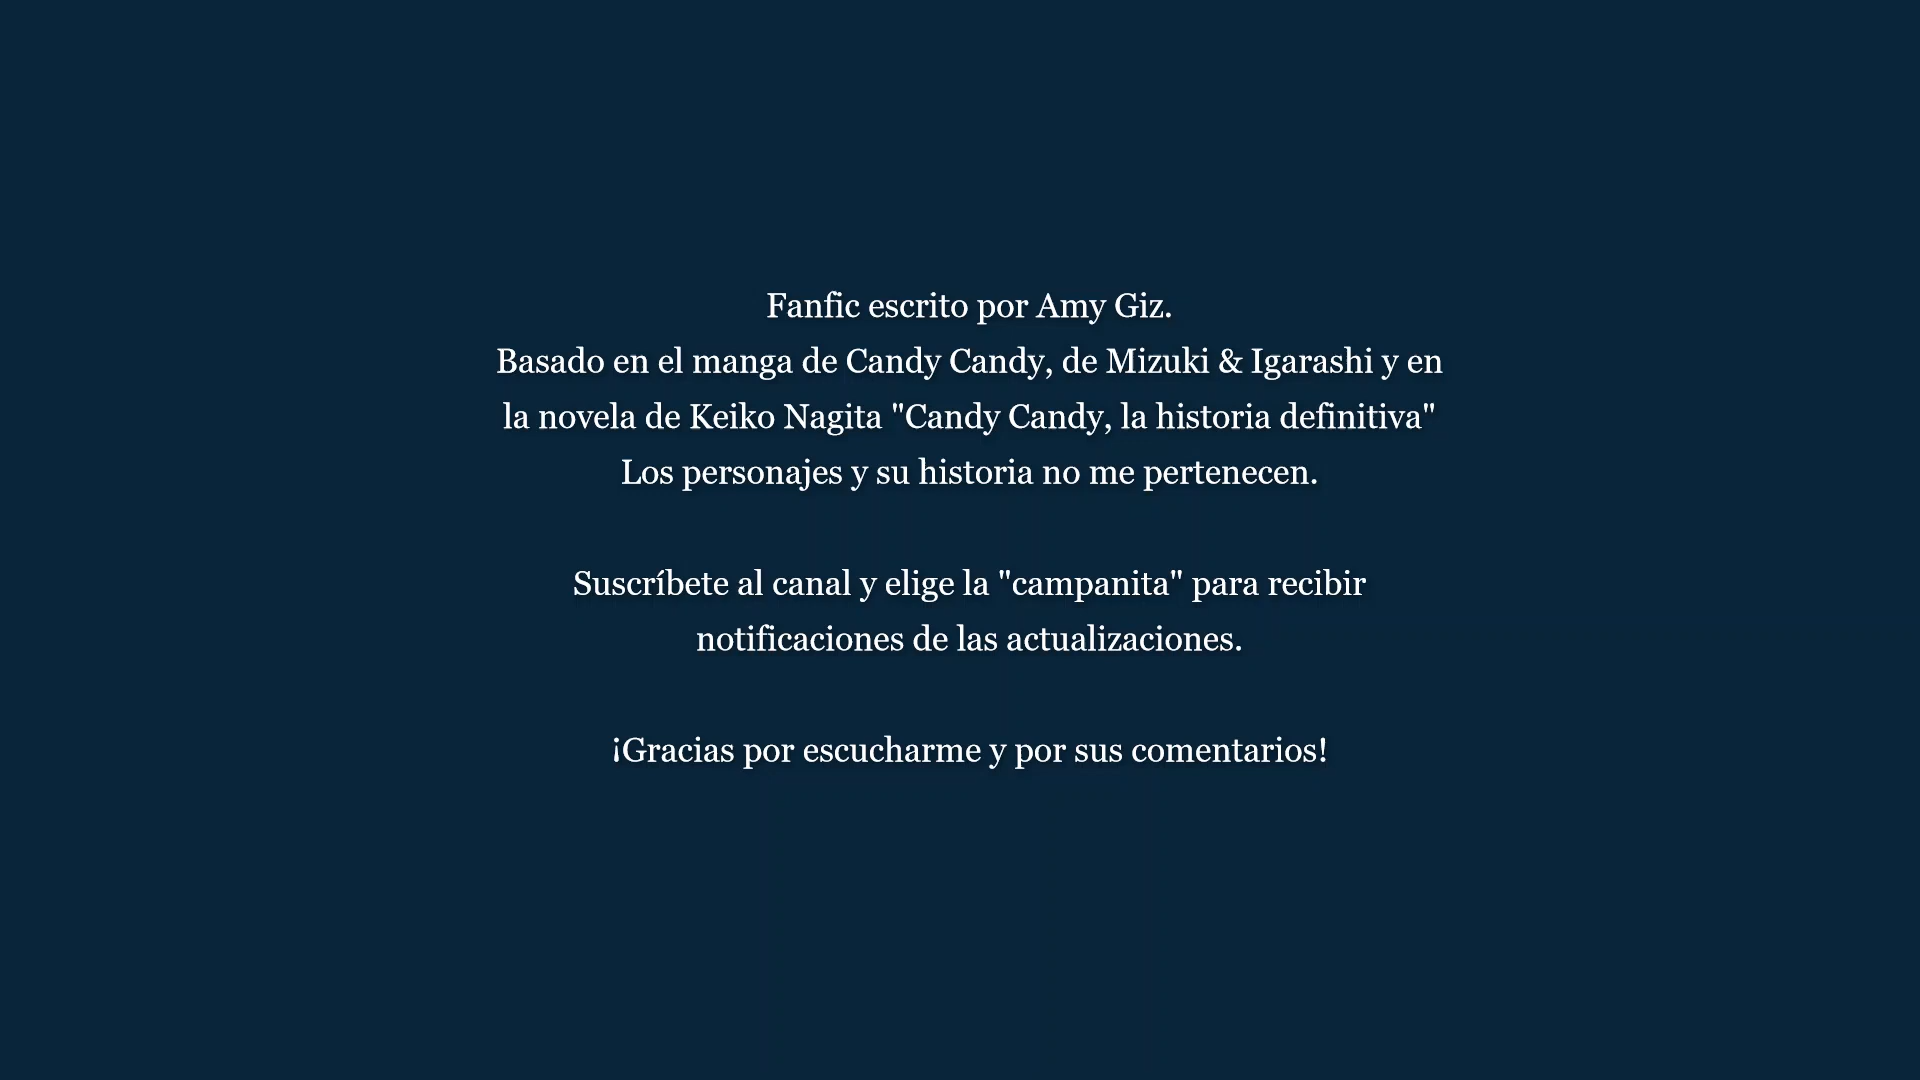 Fanfic escrito por Amy Giz.
Basado en el manga de Candy Candy, de Mizuki & Igarashi y en
la novela de Keiko Nagita "Candy Candy, la historia definitiva"
Los personajes y su historia no me pertenecen.
Suscríbete al canal y elige la "campanita" para recibir
notificaciones de las actualizaciones.
¡Gracias por escucharme y por sus comentarios!